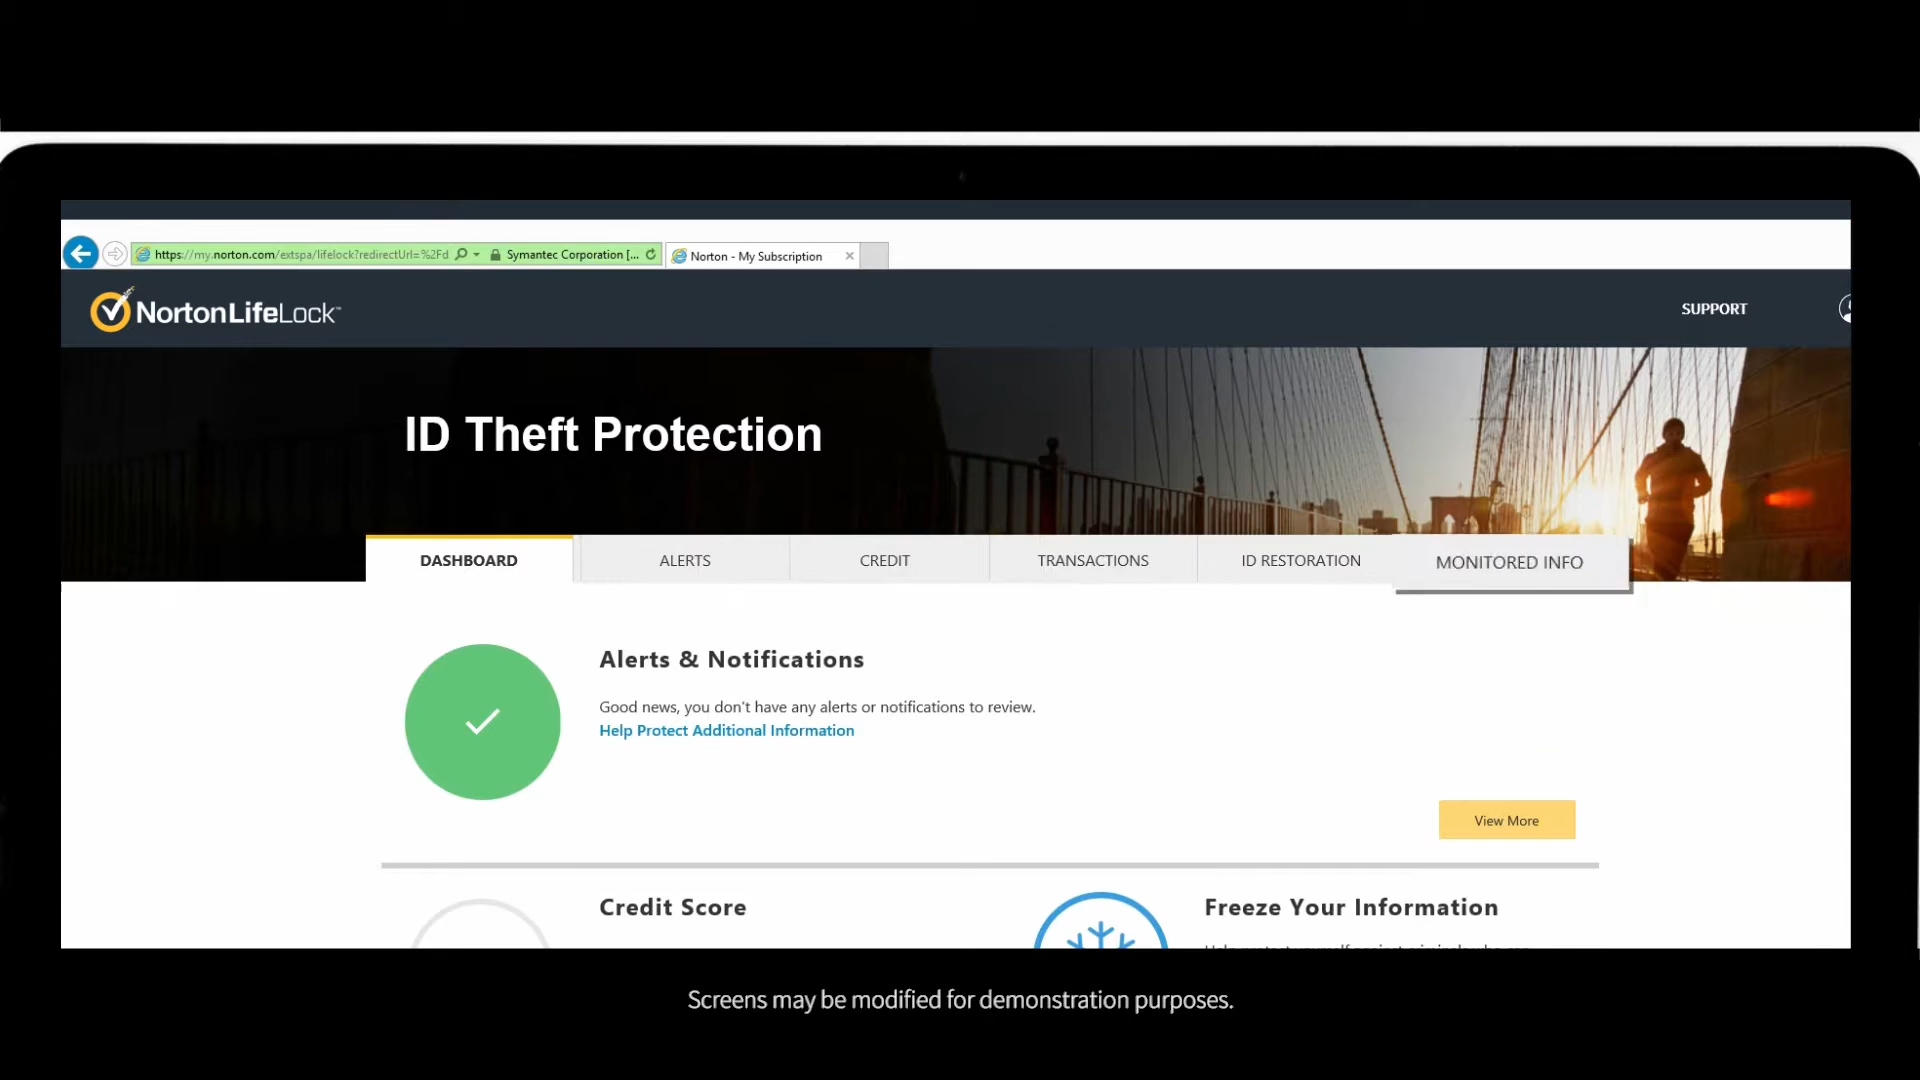 https://my.norton.com/extspa/lifelock?redirectUrl=%2Fd
Symantec Corporation [...
Norton - My Subscription
NortonLifeLock™
SUPPORT
ID Theft Protection
DASHBOARD
ALERTS
CREDIT
TRANSACTIONS
ID RESTORATION
MONITORED INFO
Alerts & Notifications
Good news, you don't have any alerts or notifications to review.
Help Protect Additional Information
View More
Credit Score
Freeze Your Information
Screens may be modified for demonstration purposes.